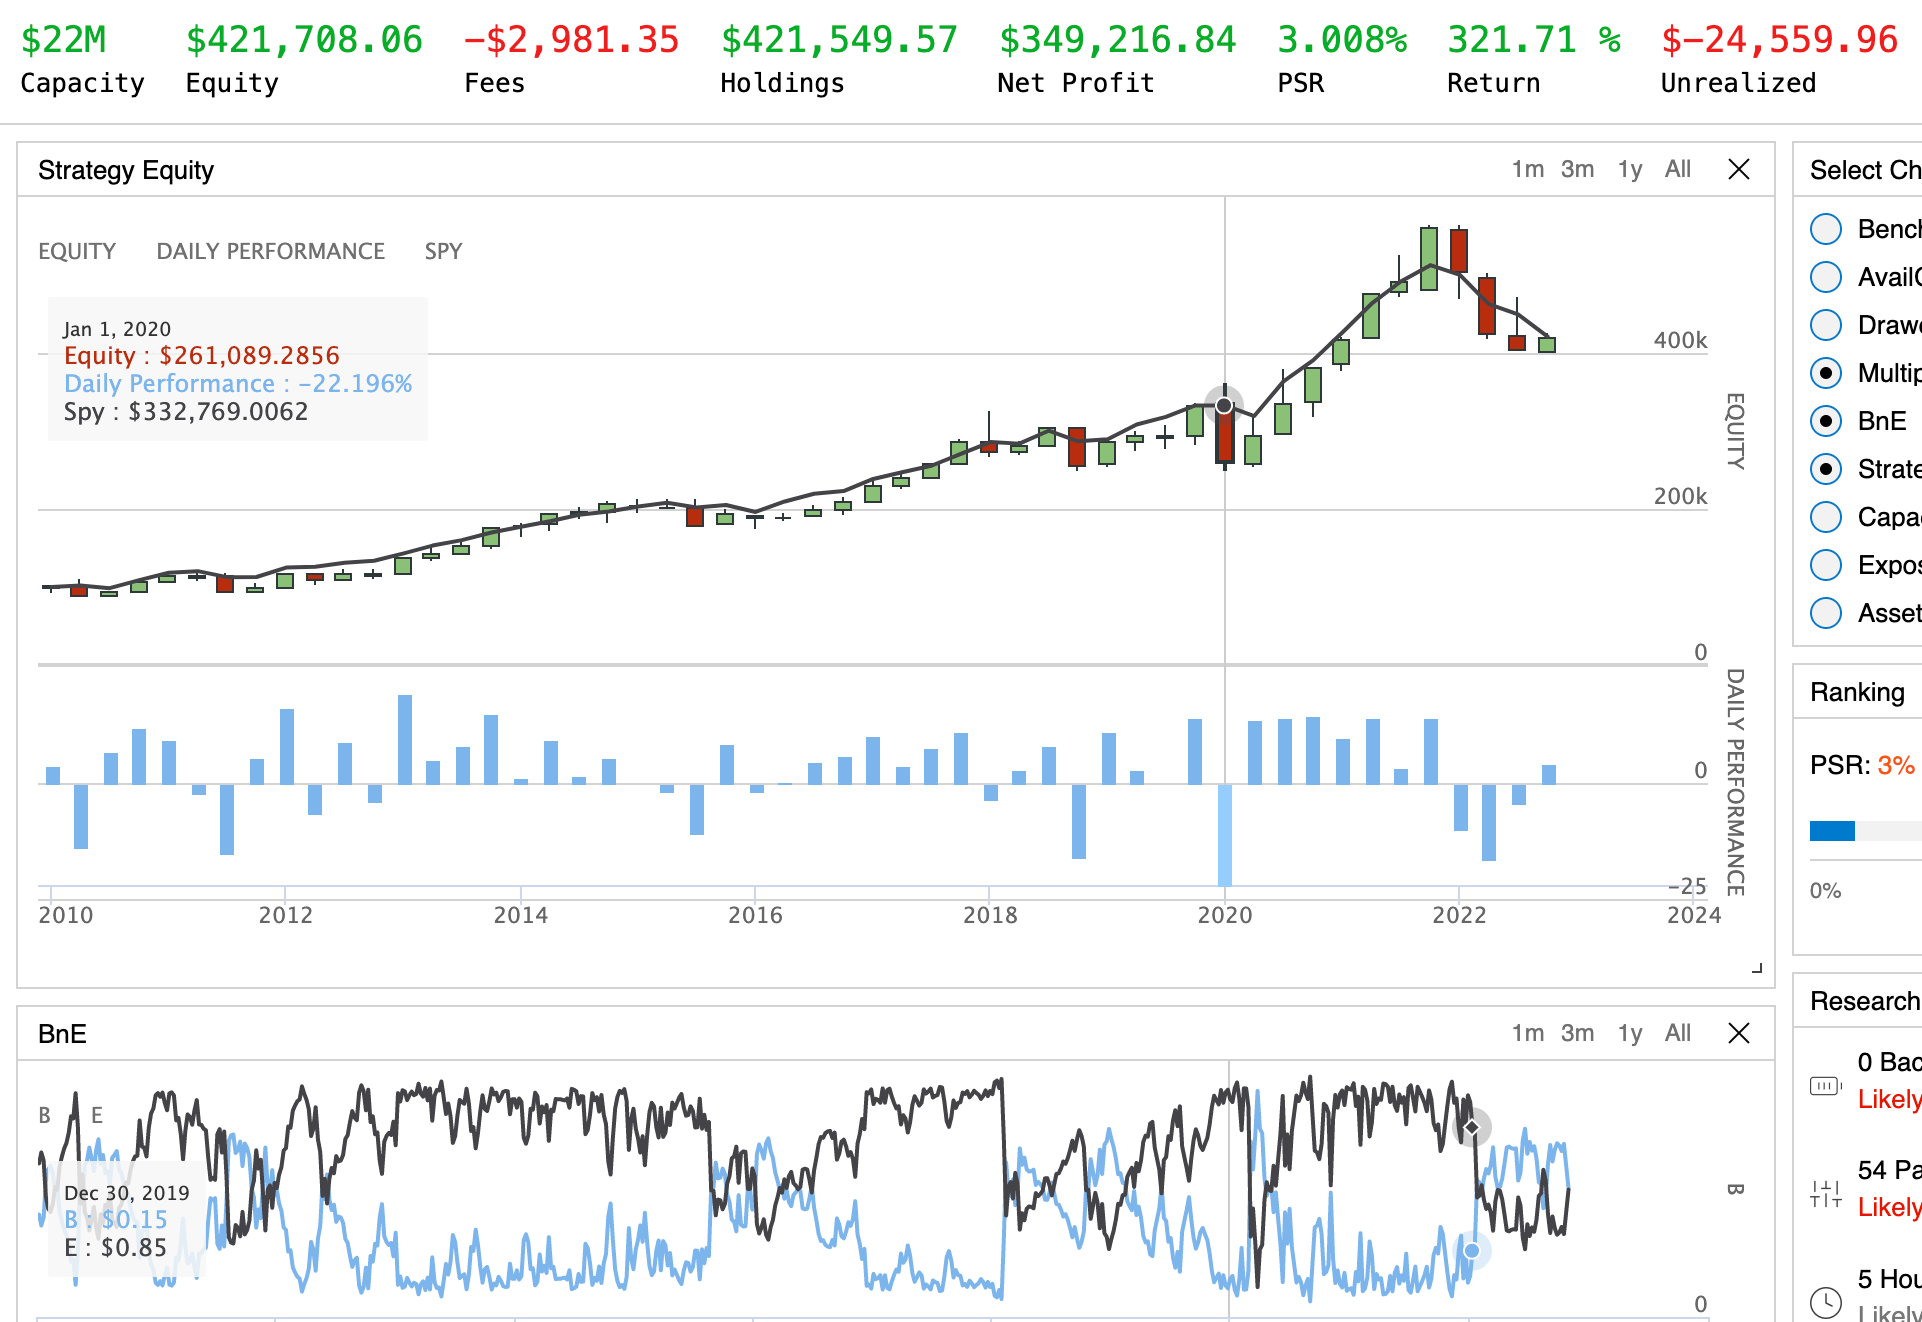 $22M $421,708.06 −$2,981.35 $421,549.57 $349,216.84 3.008% 321.71 % $−24,559.96
Capacity Equity Fees Holdings Net Profit PSR Return Unrealized
Strategy Equity 1m 3m 1y All
EQUITY DAILY PERFORMANCE SPY
Jan 1, 2020
Equity : $261,089.2856
Daily Performance : −22.196%
Spy : $332,769.0062
400k
200k
0
EQUITY
0
−25
DAILY PERFORMANCE
2010 2012 2014 2016 2018 2020 2022 2024
BnE 1m 3m 1y All
B E
Dec 30, 2019
B : $0.15
E : $0.85
B
0
Select Ch
Bench
AvailC
Drawd
Multip
BnE
Strate
Capac
Expos
Asset
Ranking
PSR: 3%
0%
Research
0 Bac
Likely
54 Pa
Likely
5 Hou
Likely